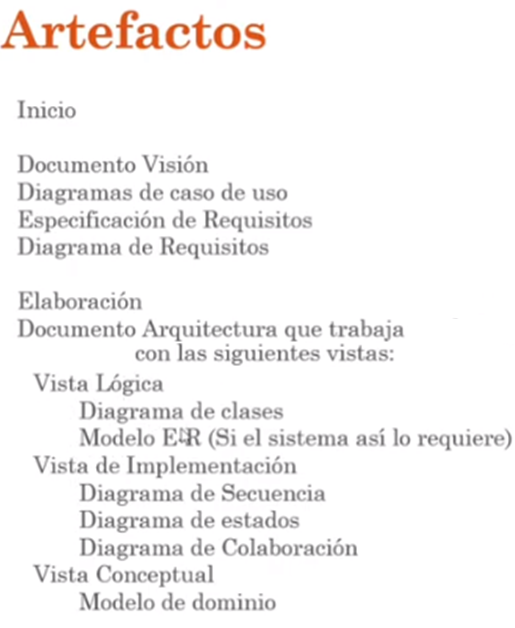 Artefactos
Inicio
Documento Visión
Diagramas de caso de uso
Especificación de Requisitos
Diagrama de Requisitos
Elaboración
Documento Arquitectura que trabaja
con las siguientes vistas:
Vista Lógica
Diagrama de clases
Modelo E-R (Si el sistema así lo requiere)
Vista de Implementación
Diagrama de Secuencia
Diagrama de estados
Diagrama de Colaboración
Vista Conceptual
Modelo de dominio